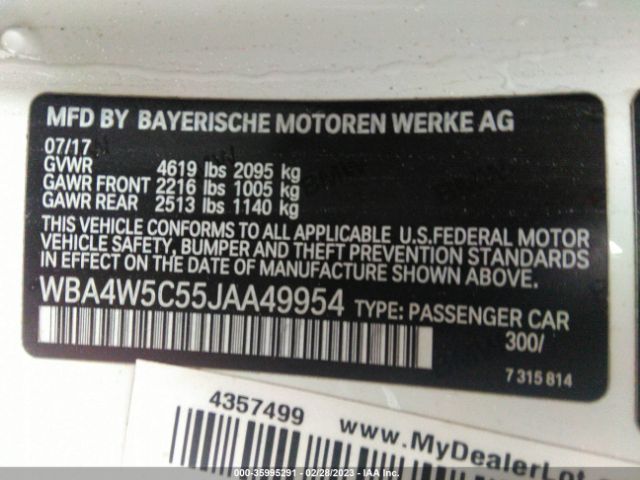 MFD BY BAYERISCHE MOTOREN WERKE AG
07/17
GVWR 4619 lbs 2095 kg
GAWR FRONT 2216 lbs 1005 kg
GAWR REAR 2513 lbs 1140 kg
THIS VEHICLE CONFORMS TO ALL APPLICABLE U.S.FEDERAL MOTOR
VEHICLE SAFETY, BUMPER AND THEFT PREVENTION STANDARDS
IN EFFECT ON THE DATE OF MANUFACTURE SHOWN ABOVE.
WBA4W5C55JAA49954 TYPE: PASSENGER CAR
300/
7 315 814
4357499
www.
MyDealerLot.
000-35995291 - 02/28/2023 - IAA Inc.